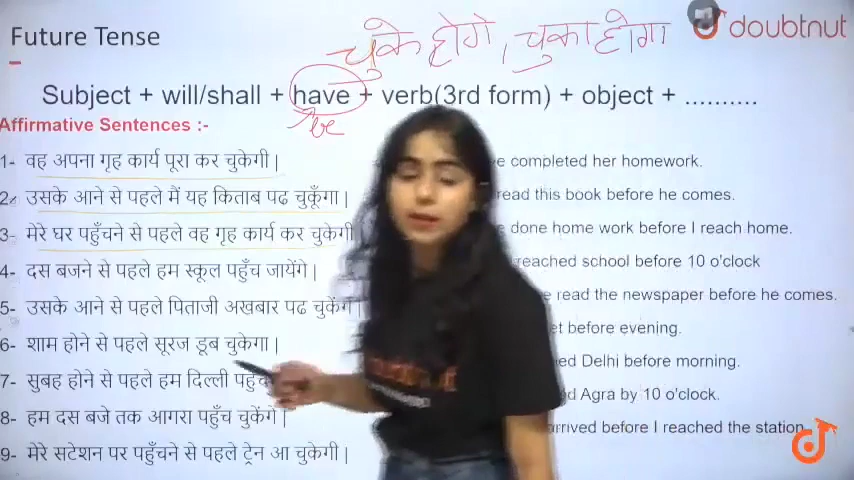 Future Tense
चुके होगे, चुका होगा
doubtnut
Subject + will/shall + have + verb(3rd form) + object + ..........
be
Affirmative Sentences :-
1- वह अपना गृह कार्य पूरा कर चुकेगी | completed her homework.
2- उसके आने से पहले मैं यह किताब पढ चुकूँगा | read this book before he comes.
3- मेरे घर पहुँचने से पहले वह गृह कार्य कर चुकेगी done home work before I reach home.
4- दस बजने से पहले हम स्कूल पहुँच जायेंगे | reached school before 10 o'clock
5- उसके आने से पहले पिताजी अखबार पढ चुकेंगे | read the newspaper before he comes.
6- शाम होने से पहले सूरज डूब चुकेगा | before evening.
7- सुबह होने से पहले हम दिल्ली Delhi before morning.
8- हम दस बजे तक आगरा पहुँच चुकेंगे | Agra by 10 o'clock.
9- मेरे सटेशन पर पहुँचने से पहले ट्रेन आ चुकेगी | arrived before I reached the station.